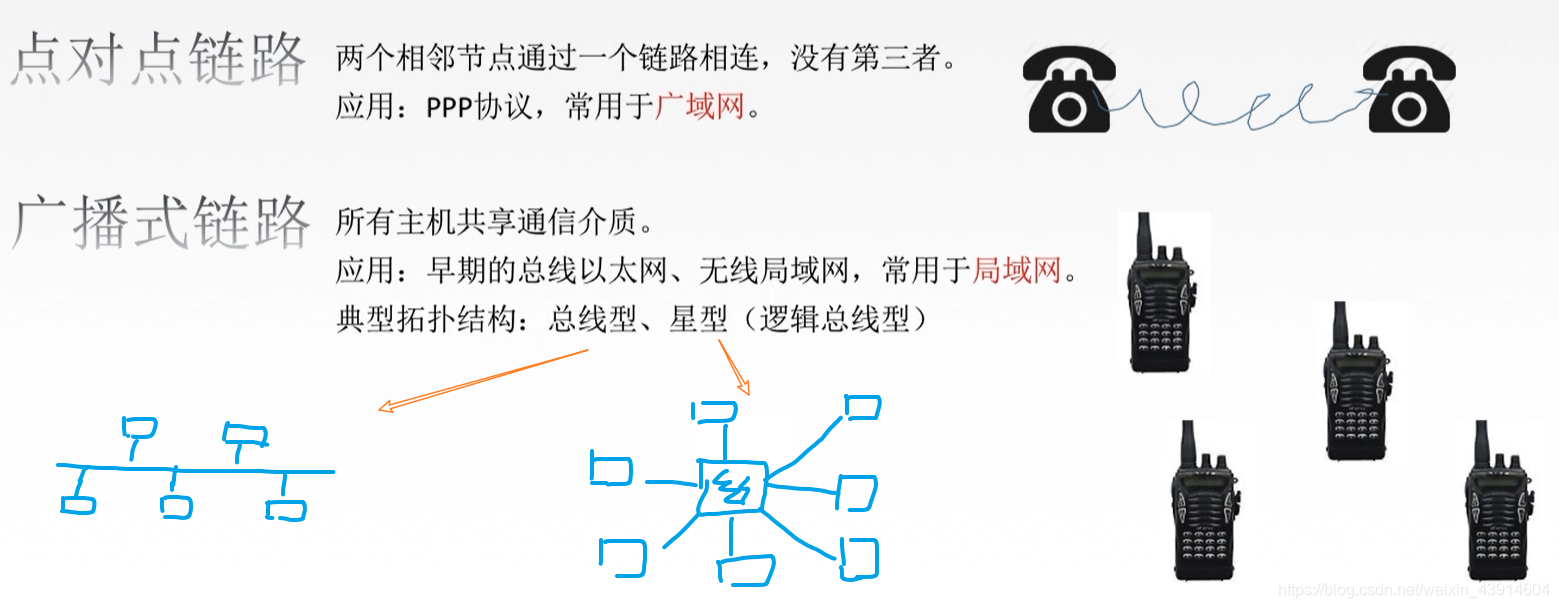 点对点链路
两个相邻节点通过一个链路相连，没有第三者。
应用：PPP协议，常用于广域网。
广播式链路
所有主机共享通信介质。
应用：早期的总线以太网、无线局域网，常用于局域网。
典型拓扑结构：总线型、星型（逻辑总线型）
https://blog.csdn.net/weixin_43914604